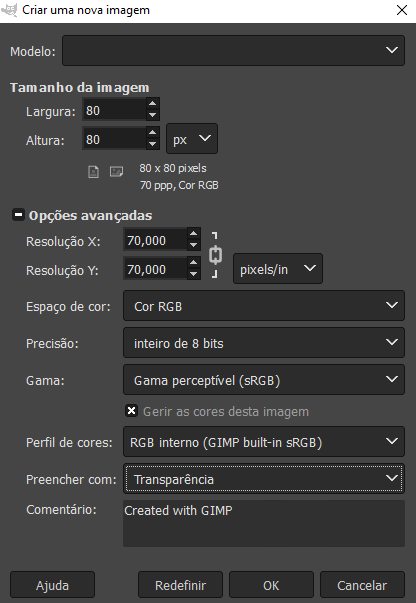 Criar uma nova imagem
Modelo:
Tamanho da imagem
Largura: 80
Altura: 80 px
80 x 80 pixels
70 ppp, Cor RGB
Opções avançadas
Resolução X: 70,000
Resolução Y: 70,000 pixels/in
Espaço de cor: Cor RGB
Precisão: inteiro de 8 bits
Gama: Gama perceptível (sRGB)
Gerir as cores desta imagem
Perfil de cores: RGB interno (GIMP built-in sRGB)
Preencher com: Transparência
Comentário: Created with GIMP
Ajuda Redefinir OK Cancelar